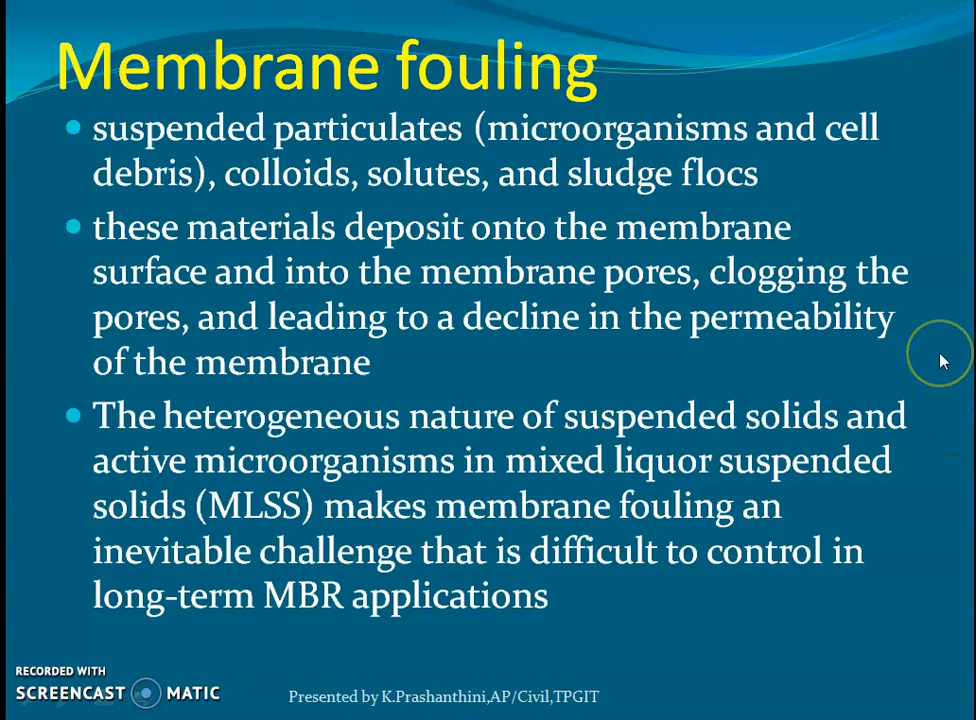 Membrane fouling
suspended particulates (microorganisms and cell
debris), colloids, solutes, and sludge flocs
these materials deposit onto the membrane
surface and into the membrane pores, clogging the
pores, and leading to a decline in the permeability
of the membrane
The heterogeneous nature of suspended solids and
active microorganisms in mixed liquor suspended
solids (MLSS) makes membrane fouling an
inevitable challenge that is difficult to control in
long-term MBR applications
RECORDED WITH
SCREENCAST MATIC
Presented by K.Prashanthini,AP/Civil,TPGIT